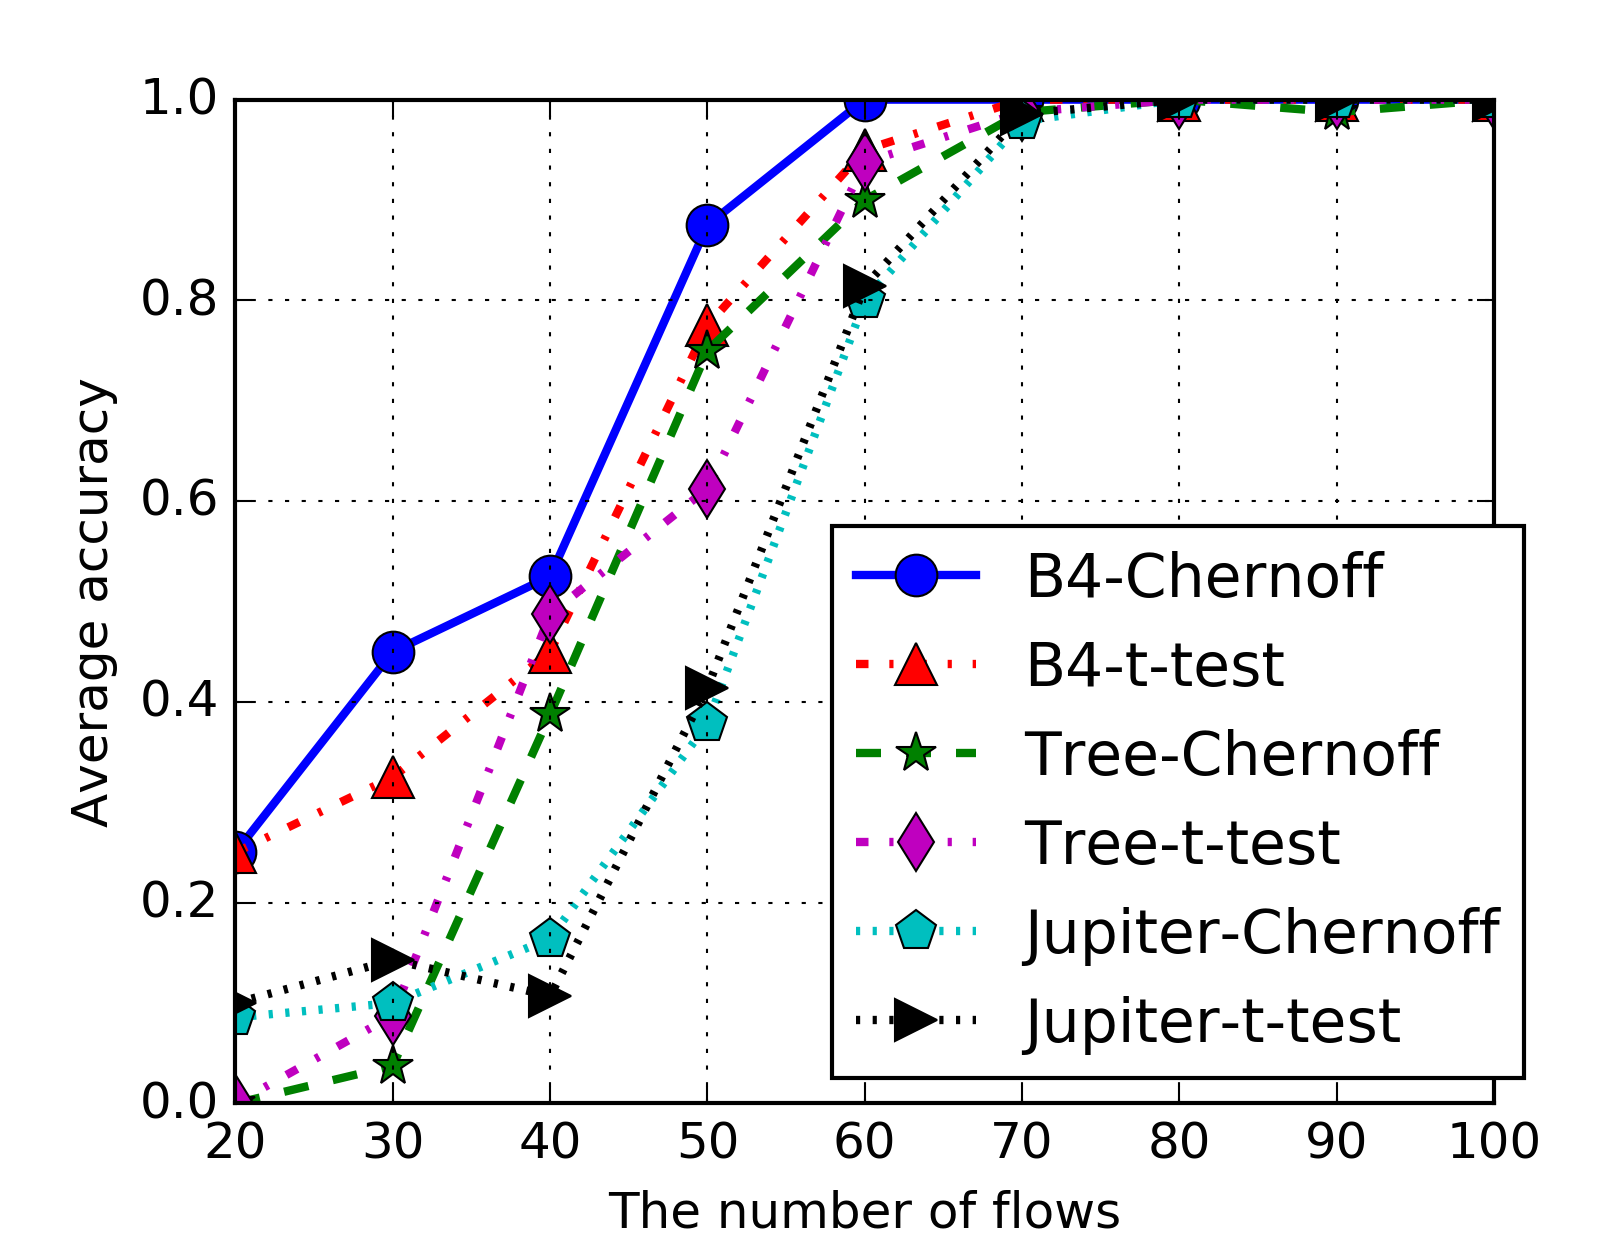 1.0
0.8
0.6
0.4
0.2
0.0
Average accuracy
20 30 40 50 60 70 80 90 100
The number of flows
B4-Chernoff
B4-t-test
Tree-Chernoff
Tree-t-test
Jupiter-Chernoff
Jupiter-t-test